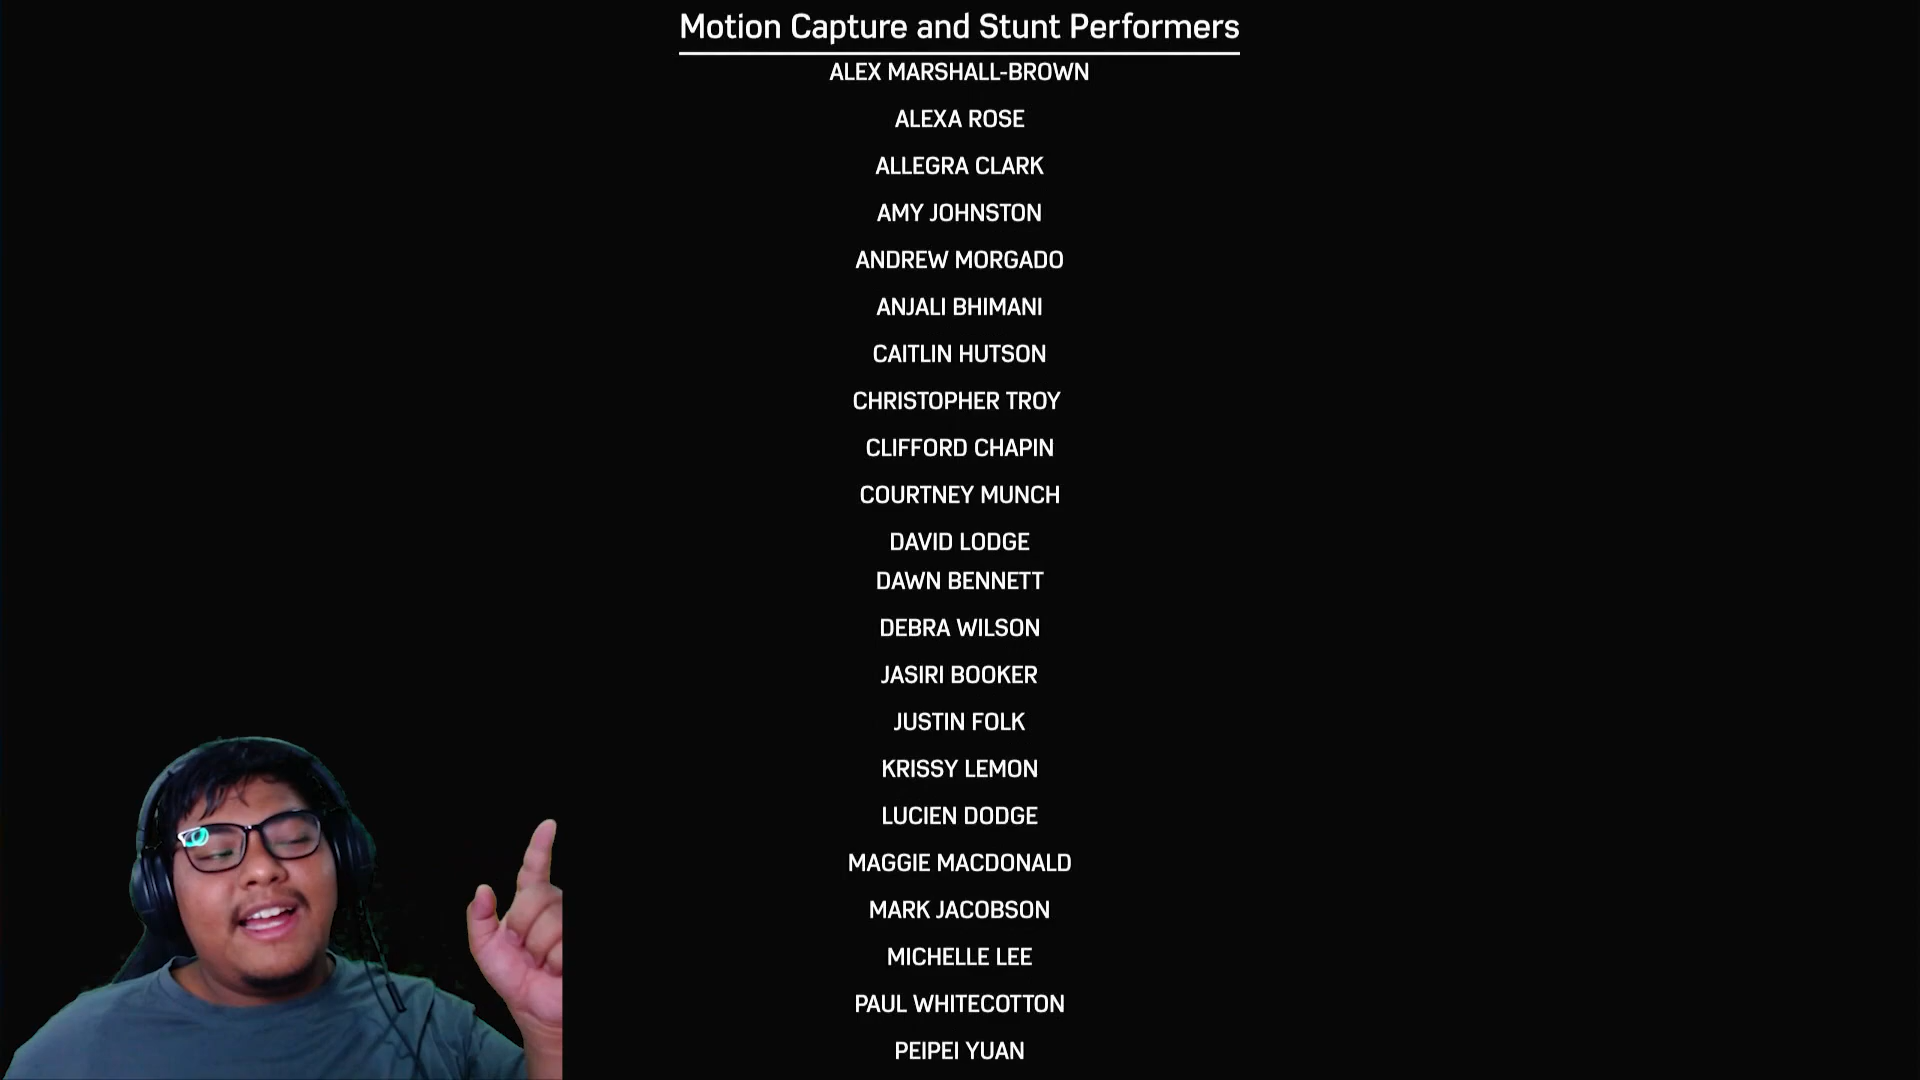 Motion Capture and Stunt Performers
ALEX MARSHALL-BROWN
ALEXA ROSE
ALLEGRA CLARK
AMY JOHNSTON
ANDREW MORGADO
ANJALI BHIMANI
CAITLIN HUTSON
CHRISTOPHER TROY
CLIFFORD CHAPIN
COURTNEY MUNCH
DAVID LODGE
DAWN BENNETT
DEBRA WILSON
JASIRI BOOKER
JUSTIN FOLK
KRISSY LEMON
LUCIEN DODGE
MAGGIE MACDONALD
MARK JACOBSON
MICHELLE LEE
PAUL WHITECOTTON
PEIPEI YUAN